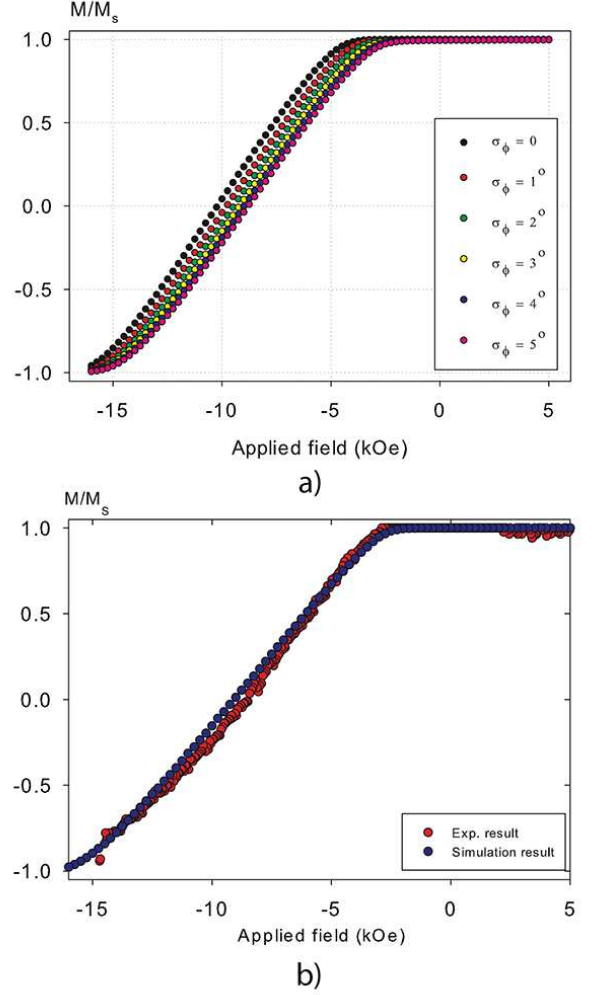 M/Ms
1.0
0.5
0.0
-0.5
-1.0
-15 -10 -5 0 5
Applied field (kOe)
σϕ = 0
σϕ = 1°
σϕ = 2°
σϕ = 3°
σϕ = 4°
σϕ = 5°
a)
M/Ms
1.0
0.5
0.0
-0.5
-1.0
-15 -10 -5 0 5
Applied field (kOe)
Exp. result
Simulation result
b)